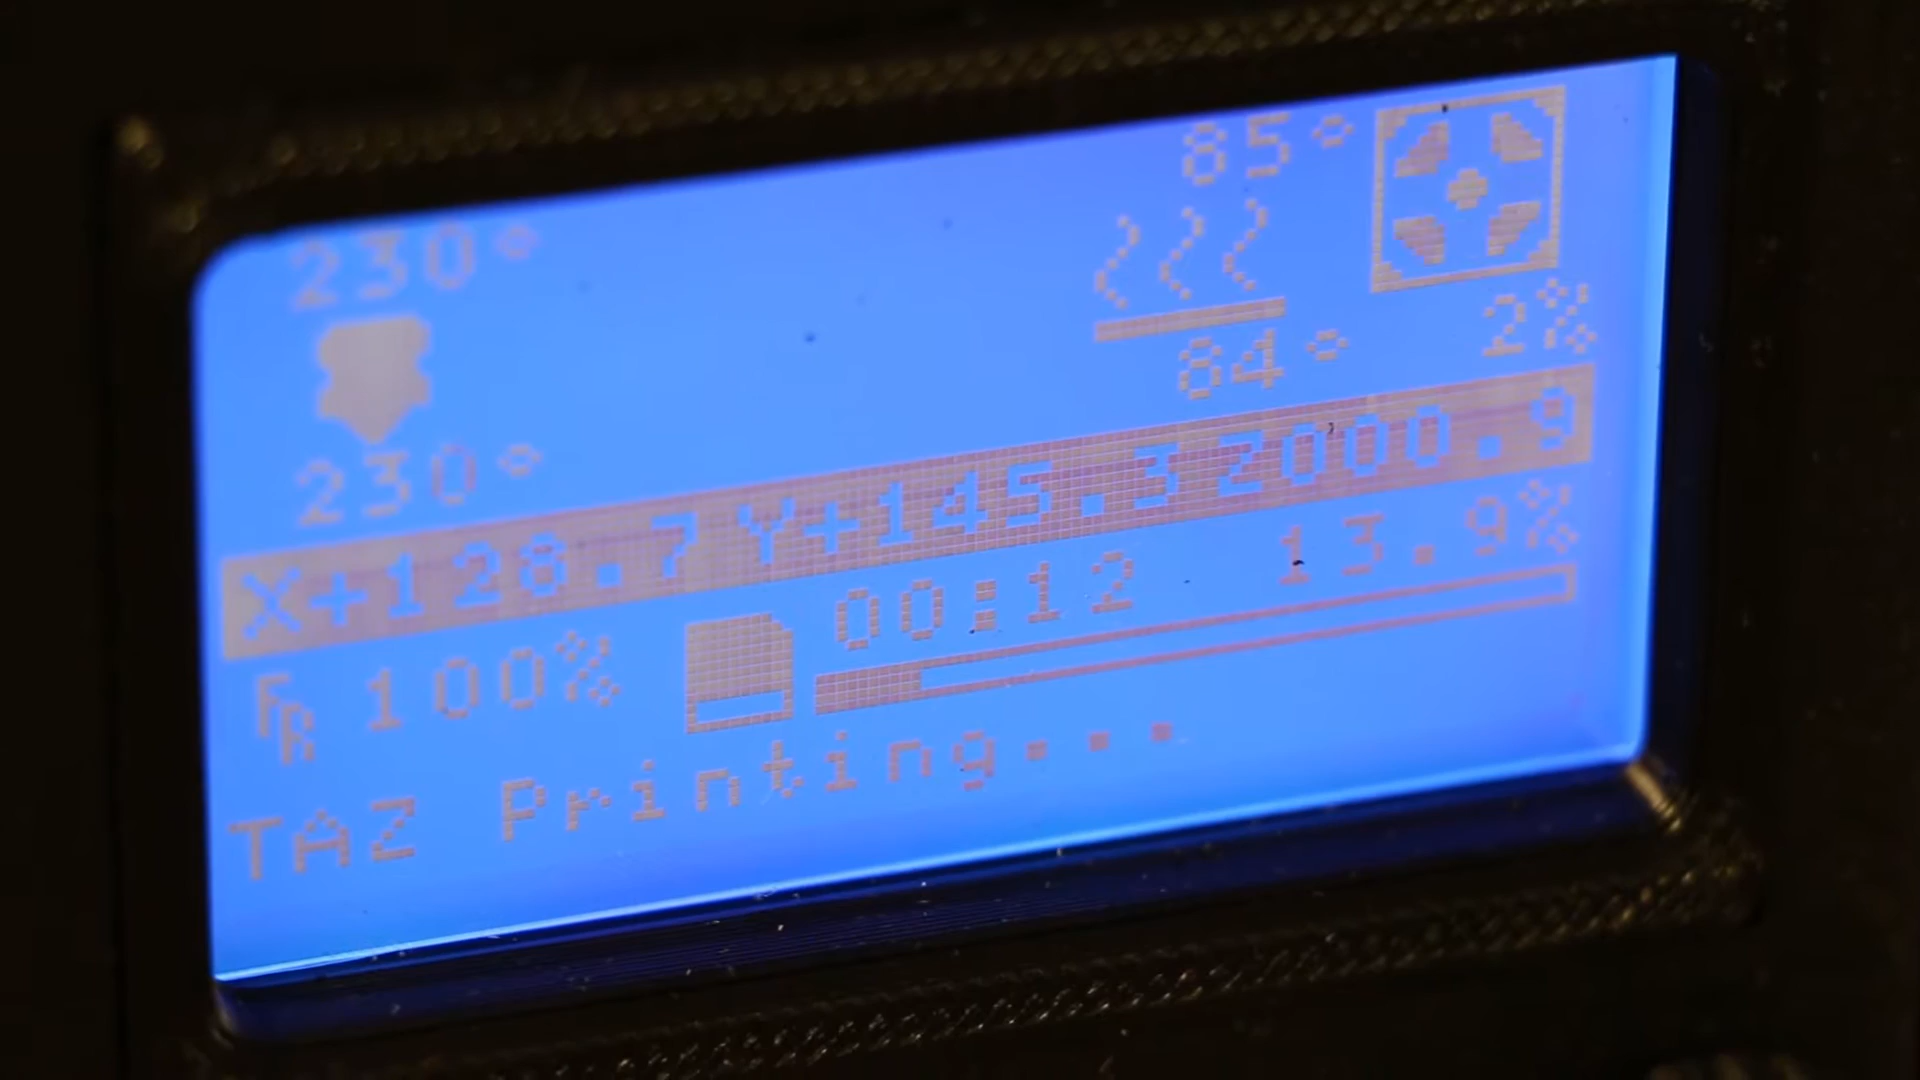 230° 85°
84° 2%
230°
X+128.7 Y+145.3 Z000.9
00:12 13.9%
FR 100%
TAZ Printing...